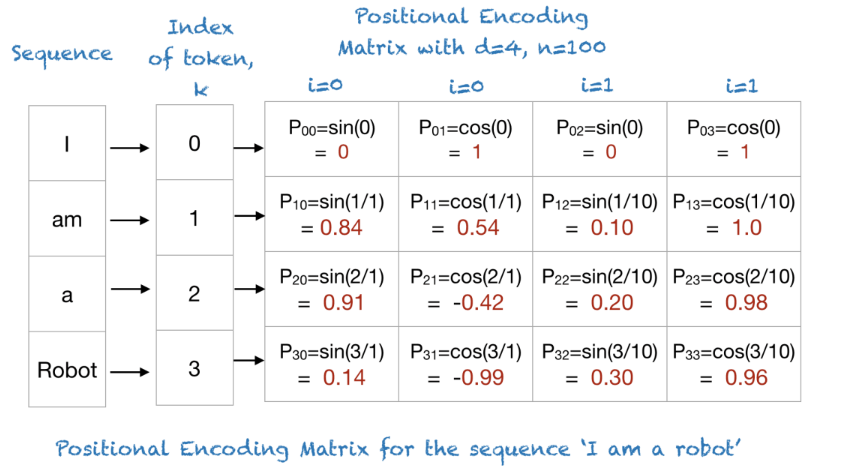 Positional Encoding
Matrix with d=4, n=100
Sequence
Index
of token,
k
i=0 i=0 i=1 i=1
I 0 P00=sin(0) P01=cos(0) P02=sin(0) P03=cos(0)
= 0 = 1 = 0 = 1
am 1 P10=sin(1/1) P11=cos(1/1) P12=sin(1/10) P13=cos(1/10)
= 0.84 = 0.54 = 0.10 = 1.0
a 2 P20=sin(2/1) P21=cos(2/1) P22=sin(2/10) P23=cos(2/10)
= 0.91 = -0.42 = 0.20 = 0.98
Robot 3 P30=sin(3/1) P31=cos(3/1) P32=sin(3/10) P33=cos(3/10)
= 0.14 = -0.99 = 0.30 = 0.96
Positional Encoding Matrix for the sequence 'I am a robot'